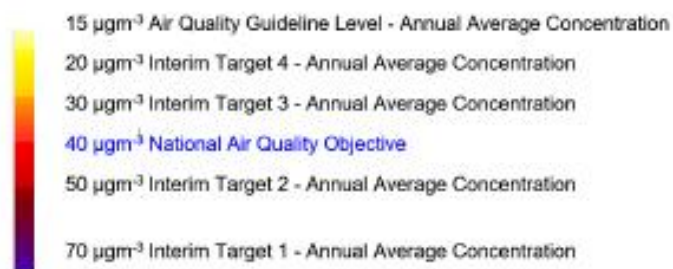 15 µgm⁻³ Air Quality Guideline Level - Annual Average Concentration
20 µgm⁻³ Interim Target 4 - Annual Average Concentration
30 µgm⁻³ Interim Target 3 - Annual Average Concentration
40 µgm⁻³ National Air Quality Objective
50 µgm⁻³ Interim Target 2 - Annual Average Concentration
70 µgm⁻³ Interim Target 1 - Annual Average Concentration